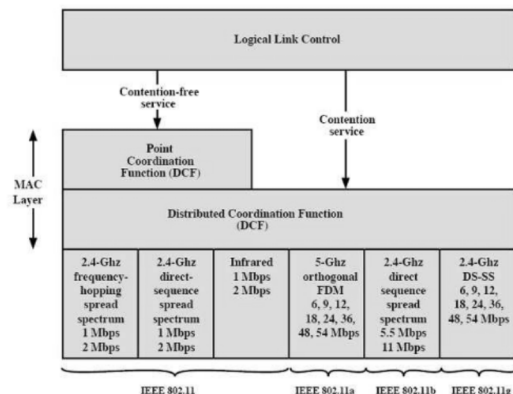 Logical Link Control
Contention-free
service
Contention
service
Point
Coordination
Function (DCF)
MAC
Layer
Distributed Coordination Function
(DCF)
2.4-Ghz
frequency-
hopping
spread
spectrum
1 Mbps
2 Mbps
2.4-Ghz
direct-
sequence
spread
spectrum
1 Mbps
2 Mbps
Infrared
1 Mbps
2 Mbps
5-Ghz
orthogonal
FDM
6, 9, 12,
18, 24, 36,
48, 54 Mbps
2.4-Ghz
direct
sequence
spread
spectrum
5.5 Mbps
11 Mbps
2.4-Ghz
DS-SS
6, 9, 12,
18, 24, 36,
48, 54 Mbps
IEEE 802.11
IEEE 802.11a
IEEE 802.11b
IEEE 802.11g